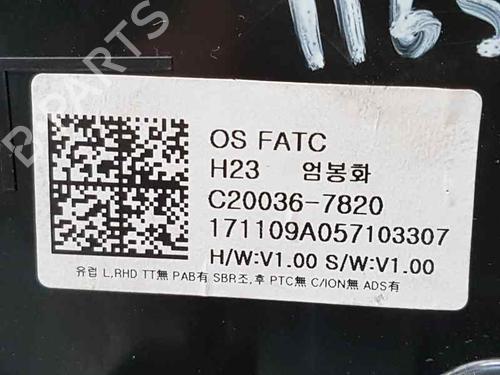 OS FATC
H23 엄봉화
C20036-7820
171109A057103307
H/W:V1.00 S/W:V1.00
유럽 L,RHD TT無 PAB有 SBR조,후 PTC無 C/ION無 ADS有
B PARTS